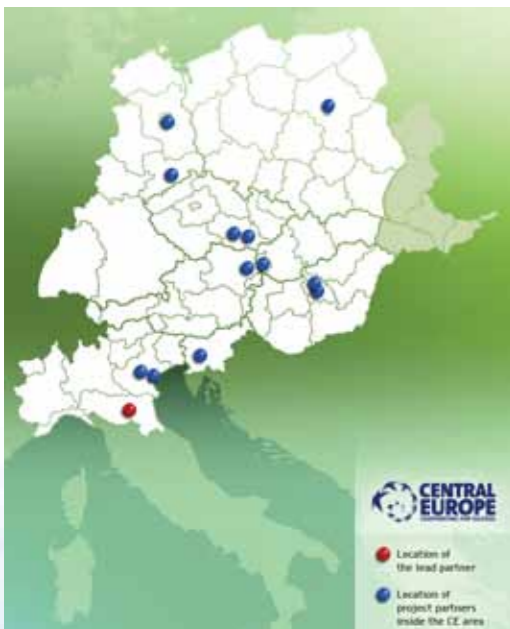 CENTRAL
EUROPE
COOPERATING FOR SUCCESS
Location of
the lead partner
Location of
project partners
inside the CE area